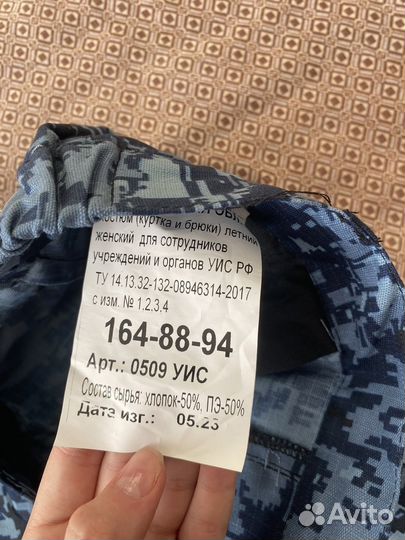 костюм (куртка и брюки) летний
женский для сотрудников
учреждений и органов УИС РФ
ТУ 14.13.32-132-08946314-2017
с изм. № 1.2.3.4
164-88-94
Арт.: 0509 УИС
Состав сырья: хлопок-50%, ПЭ-50%
Дата изг.: 05.23
Avito